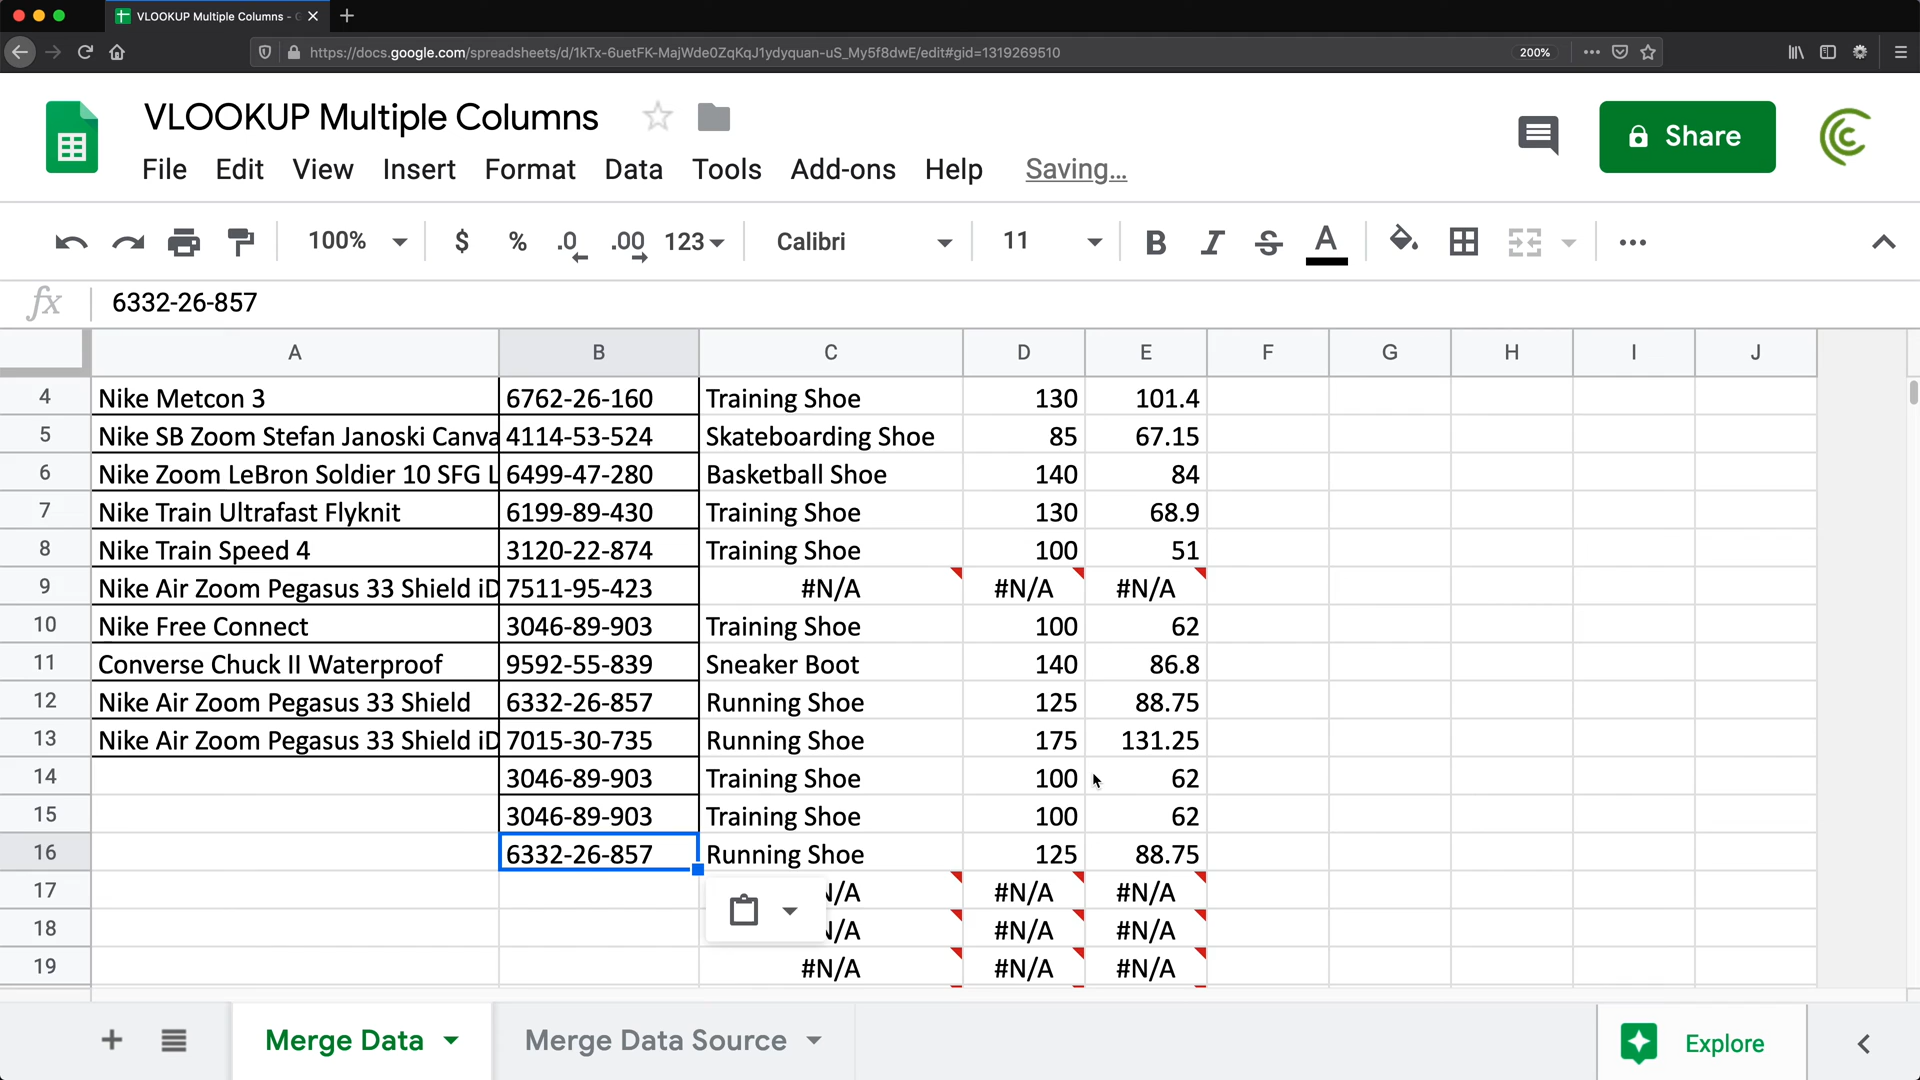 VLOOKUP Multiple Columns - G
https://docs.google.com/spreadsheets/d/1kTx-6uetFK-MajWde0ZqKqJ1ydyquan-uS_My5f8dwE/edit#gid=1319269510 200%
VLOOKUP Multiple Columns
Share
File Edit View Insert Format Data Tools Add-ons Help Saving...
100% $ % .0 .00 123 Calibri 11 B I S A
fx 6332-26-857
A B C D E F G H I J
4 Nike Metcon 3 6762-26-160 Training Shoe 130 101.4
5 Nike SB Zoom Stefan Janoski Canva 4114-53-524 Skateboarding Shoe 85 67.15
6 Nike Zoom LeBron Soldier 10 SFG L 6499-47-280 Basketball Shoe 140 84
7 Nike Train Ultrafast Flyknit 6199-89-430 Training Shoe 130 68.9
8 Nike Train Speed 4 3120-22-874 Training Shoe 100 51
9 Nike Air Zoom Pegasus 33 Shield iD 7511-95-423 #N/A #N/A #N/A
10 Nike Free Connect 3046-89-903 Training Shoe 100 62
11 Converse Chuck II Waterproof 9592-55-839 Sneaker Boot 140 86.8
12 Nike Air Zoom Pegasus 33 Shield 6332-26-857 Running Shoe 125 88.75
13 Nike Air Zoom Pegasus 33 Shield iD 7015-30-735 Running Shoe 175 131.25
14 3046-89-903 Training Shoe 100 62
15 3046-89-903 Training Shoe 100 62
16 6332-26-857 Running Shoe 125 88.75
17 /A #N/A #N/A
18 /A #N/A #N/A
19 #N/A #N/A #N/A
Merge Data Merge Data Source Explore